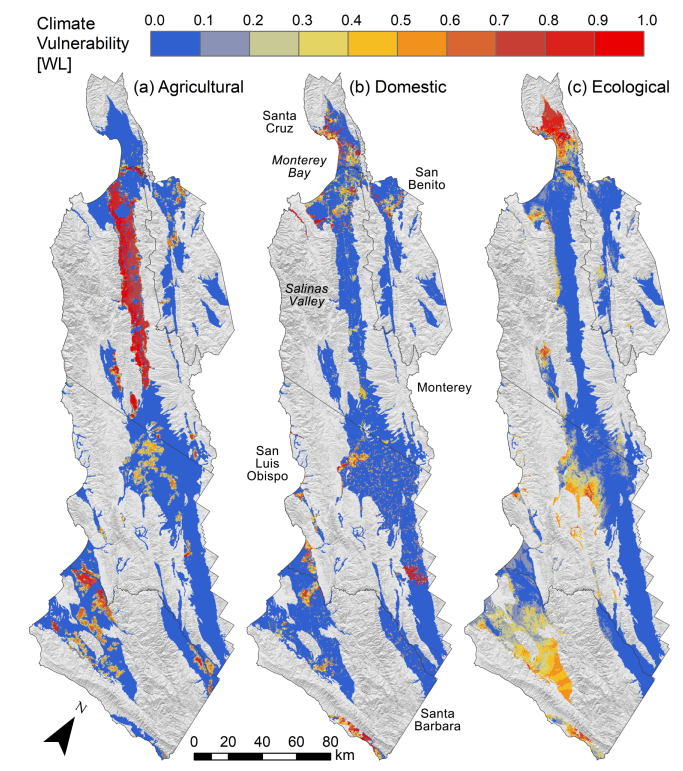 Climate
Vulnerability
[WL]
0.0 0.1 0.2 0.3 0.4 0.5 0.6 0.7 0.8 0.9 1.0
(a) Agricultural
(b) Domestic
(c) Ecological
Santa
Cruz
Monterey
Bay
San
Benito
Salinas
Valley
Monterey
San
Luis
Obispo
Santa
Barbara
N
0 20 40 60 80
km